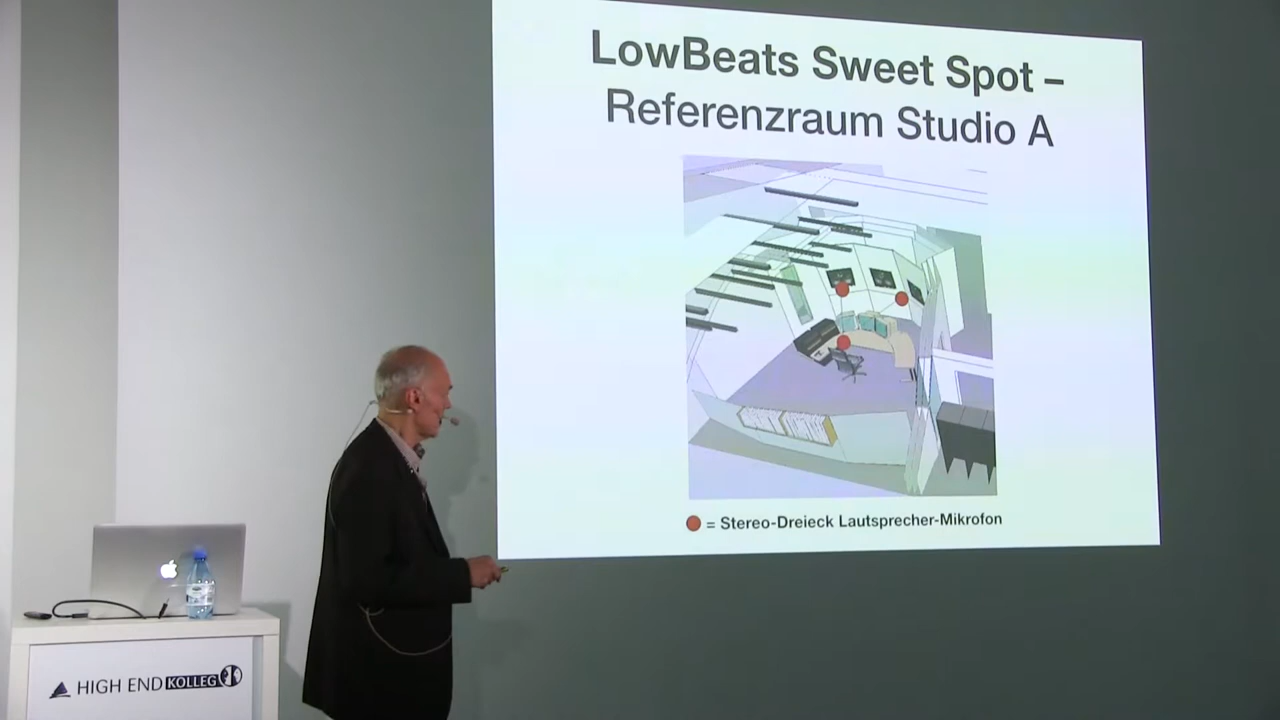 LowBeats Sweet Spot –
Referenzraum Studio A
= Stereo-Dreieck Lautsprecher-Mikrofon
HIGH END KOLLEG